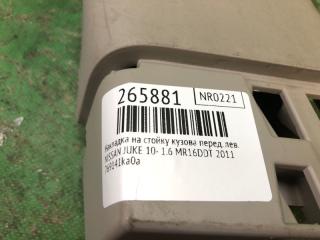 265881 NR0221
Накладка на стойку кузова перед.лев.
NISSAN JUKE 10- 1.6 MR16DDT 2011
769141ka0a